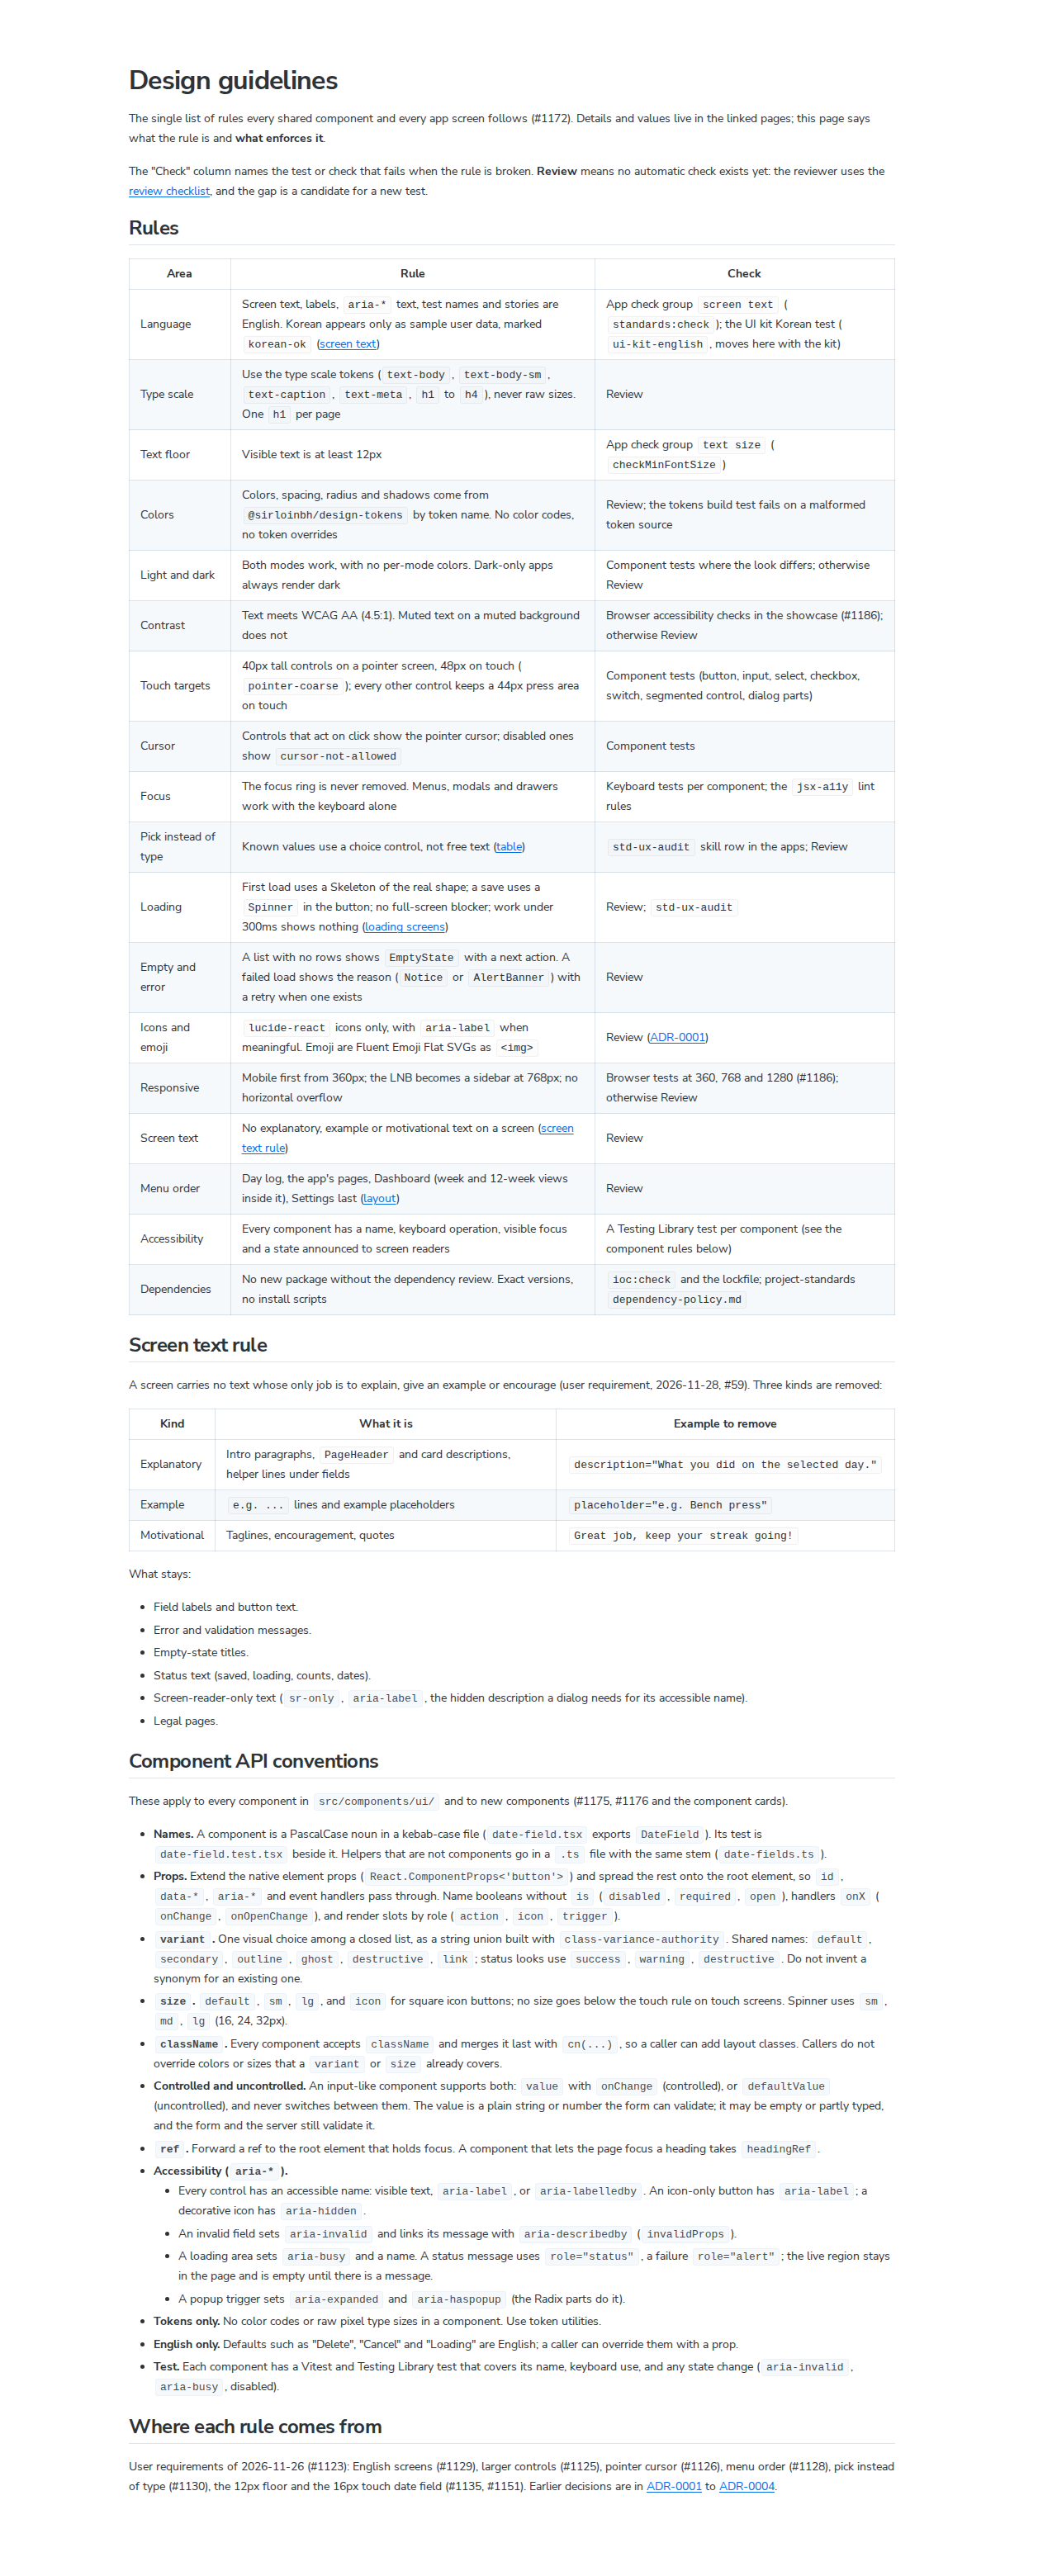 Design guidelines
The single list of rules every shared component and every app screen follows (#1172). Details and values live in the linked pages; this page says
what the rule is and what enforces it.
The "Check" column names the test or check that fails when the rule is broken. Review means no automatic check exists yet: the reviewer uses the
review checklist, and the gap is a candidate for a new test.
Rules
Area Rule Check
Language
Screen text, labels, aria-* text, test names and stories are
English. Korean appears only as sample user data, marked
korean-ok (screen text)
App check group screen text (
standards:check ); the UI kit Korean test (
ui-kit-english , moves here with the kit)
Type scale
Use the type scale tokens ( text-body , text-body-sm ,
text-caption , text-meta , h1 to h4 ), never raw sizes.
One h1 per page
Review
Text floor
Visible text is at least 12px
App check group text size (
checkMinFontSize )
Colors
Colors, spacing, radius and shadows come from
@sirloinbh/design-tokens by token name. No color codes,
no token overrides
Review; the tokens build test fails on a malformed
token source
Light and dark
Both modes work, with no per-mode colors. Dark-only apps
always render dark
Component tests where the look differs; otherwise
Review
Contrast
Text meets WCAG AA (4.5:1). Muted text on a muted background
does not
Browser accessibility checks in the showcase (#1186);
otherwise Review
Touch targets
40px tall controls on a pointer screen, 48px on touch (
pointer-coarse ); every other control keeps a 44px press area
on touch
Component tests (button, input, select, checkbox,
switch, segmented control, dialog parts)
Cursor
Controls that act on click show the pointer cursor; disabled ones
show cursor-not-allowed
Component tests
Focus
The focus ring is never removed. Menus, modals and drawers
work with the keyboard alone
Keyboard tests per component; the jsx-a11y lint
rules
Pick instead of
type
Known values use a choice control, not free text (table)
std-ux-audit skill row in the apps; Review
Loading
First load uses a Skeleton of the real shape; a save uses a
Spinner in the button; no full-screen blocker; work under
300ms shows nothing (loading screens)
Review; std-ux-audit
Empty and
error
A list with no rows shows EmptyState with a next action. A
failed load shows the reason ( Notice or AlertBanner ) with
a retry when one exists
Review
Icons and
emoji
lucide-react icons only, with aria-label when
meaningful. Emoji are Fluent Emoji Flat SVGs as <img>
Review (ADR-0001)
Responsive
Mobile first from 360px; the LNB becomes a sidebar at 768px; no
horizontal overflow
Browser tests at 360, 768 and 1280 (#1186);
otherwise Review
Screen text
No explanatory, example or motivational text on a screen (screen
text rule)
Review
Menu order
Day log, the app's pages, Dashboard (week and 12-week views
inside it), Settings last (layout)
Review
Accessibility
Every component has a name, keyboard operation, visible focus
and a state announced to screen readers
A Testing Library test per component (see the
component rules below)
Dependencies
No new package without the dependency review. Exact versions,
no install scripts
ioc:check and the lockfile; project-standards
dependency-policy.md
Screen text rule
A screen carries no text whose only job is to explain, give an example or encourage (user requirement, 2026-11-28, #59). Three kinds are removed:
Kind What it is Example to remove
Explanatory
Intro paragraphs, PageHeader and card descriptions,
helper lines under fields
description="What you did on the selected day."
Example e.g. ... lines and example placeholders placeholder="e.g. Bench press"
Motivational Taglines, encouragement, quotes Great job, keep your streak going!
What stays:
• Field labels and button text.
• Error and validation messages.
• Empty-state titles.
• Status text (saved, loading, counts, dates).
• Screen-reader-only text ( sr-only , aria-label , the hidden description a dialog needs for its accessible name).
• Legal pages.
Component API conventions
These apply to every component in src/components/ui/ and to new components (#1175, #1176 and the component cards).
• Names. A component is a PascalCase noun in a kebab-case file ( date-field.tsx exports DateField ). Its test is
date-field.test.tsx beside it. Helpers that are not components go in a .ts file with the same stem ( date-fields.ts ).
• Props. Extend the native element props ( React.ComponentProps<'button'> ) and spread the rest onto the root element, so id ,
data-* , aria-* and event handlers pass through. Name booleans without is ( disabled , required , open ), handlers onX (
onChange , onOpenChange ), and render slots by role ( action , icon , trigger ).
• variant . One visual choice among a closed list, as a string union built with class-variance-authority . Shared names: default ,
secondary , outline , ghost , destructive , link ; status looks use success , warning , destructive . Do not invent a
synonym for an existing one.
• size . default , sm , lg , and icon for square icon buttons; no size goes below the touch rule on touch screens. Spinner uses sm ,
md , lg (16, 24, 32px).
• className . Every component accepts className and merges it last with cn(...) , so a caller can add layout classes. Callers do not
override colors or sizes that a variant or size already covers.
• Controlled and uncontrolled. An input-like component supports both: value with onChange (controlled), or defaultValue
(uncontrolled), and never switches between them. The value is a plain string or number the form can validate; it may be empty or partly typed,
and the form and the server still validate it.
• ref . Forward a ref to the root element that holds focus. A component that lets the page focus a heading takes headingRef .
• Accessibility ( aria-* ).
• Every control has an accessible name: visible text, aria-label , or aria-labelledby . An icon-only button has aria-label ; a
decorative icon has aria-hidden .
• An invalid field sets aria-invalid and links its message with aria-describedby ( invalidProps ).
• A loading area sets aria-busy and a name. A status message uses role="status" , a failure role="alert" ; the live region stays
in the page and is empty until there is a message.
• A popup trigger sets aria-expanded and aria-haspopup (the Radix parts do it).
• Tokens only. No color codes or raw pixel type sizes in a component. Use token utilities.
• English only. Defaults such as "Delete", "Cancel" and "Loading" are English; a caller can override them with a prop.
• Test. Each component has a Vitest and Testing Library test that covers its name, keyboard use, and any state change ( aria-invalid ,
aria-busy , disabled).
Where each rule comes from
User requirements of 2026-11-26 (#1123): English screens (#1129), larger controls (#1125), pointer cursor (#1126), menu order (#1128), pick instead
of type (#1130), the 12px floor and the 16px touch date field (#1135, #1151). Earlier decisions are in ADR-0001 to ADR-0004.